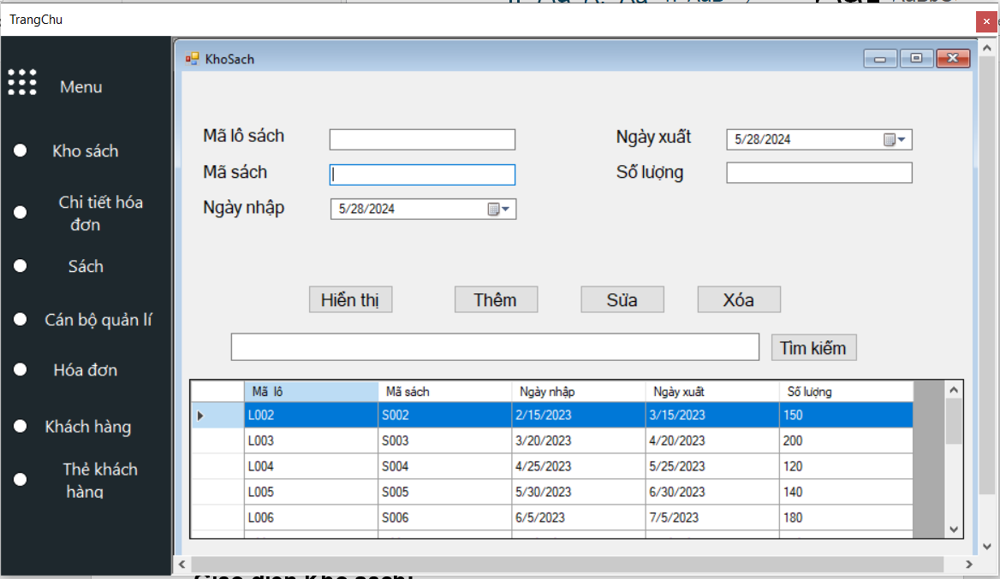 TrangChu
Menu
Kho sách
Chi tiết hóa
đơn
Sách
Cán bộ quản lí
Hóa đơn
Khách hàng
Thẻ khách
hàng
KhoSach
Mã lô sách
Ngày xuất
5/28/2024
Mã sách
Số lượng
Ngày nhập
5/28/2024
Hiển thị
Thêm
Sửa
Xóa
Tìm kiếm
Mã lô Mã sách Ngày nhập Ngày xuất Số lượng
L002 S002 2/15/2023 3/15/2023 150
L003 S003 3/20/2023 4/20/2023 200
L004 S004 4/25/2023 5/25/2023 120
L005 S005 5/30/2023 6/30/2023 140
L006 S006 6/5/2023 7/5/2023 180